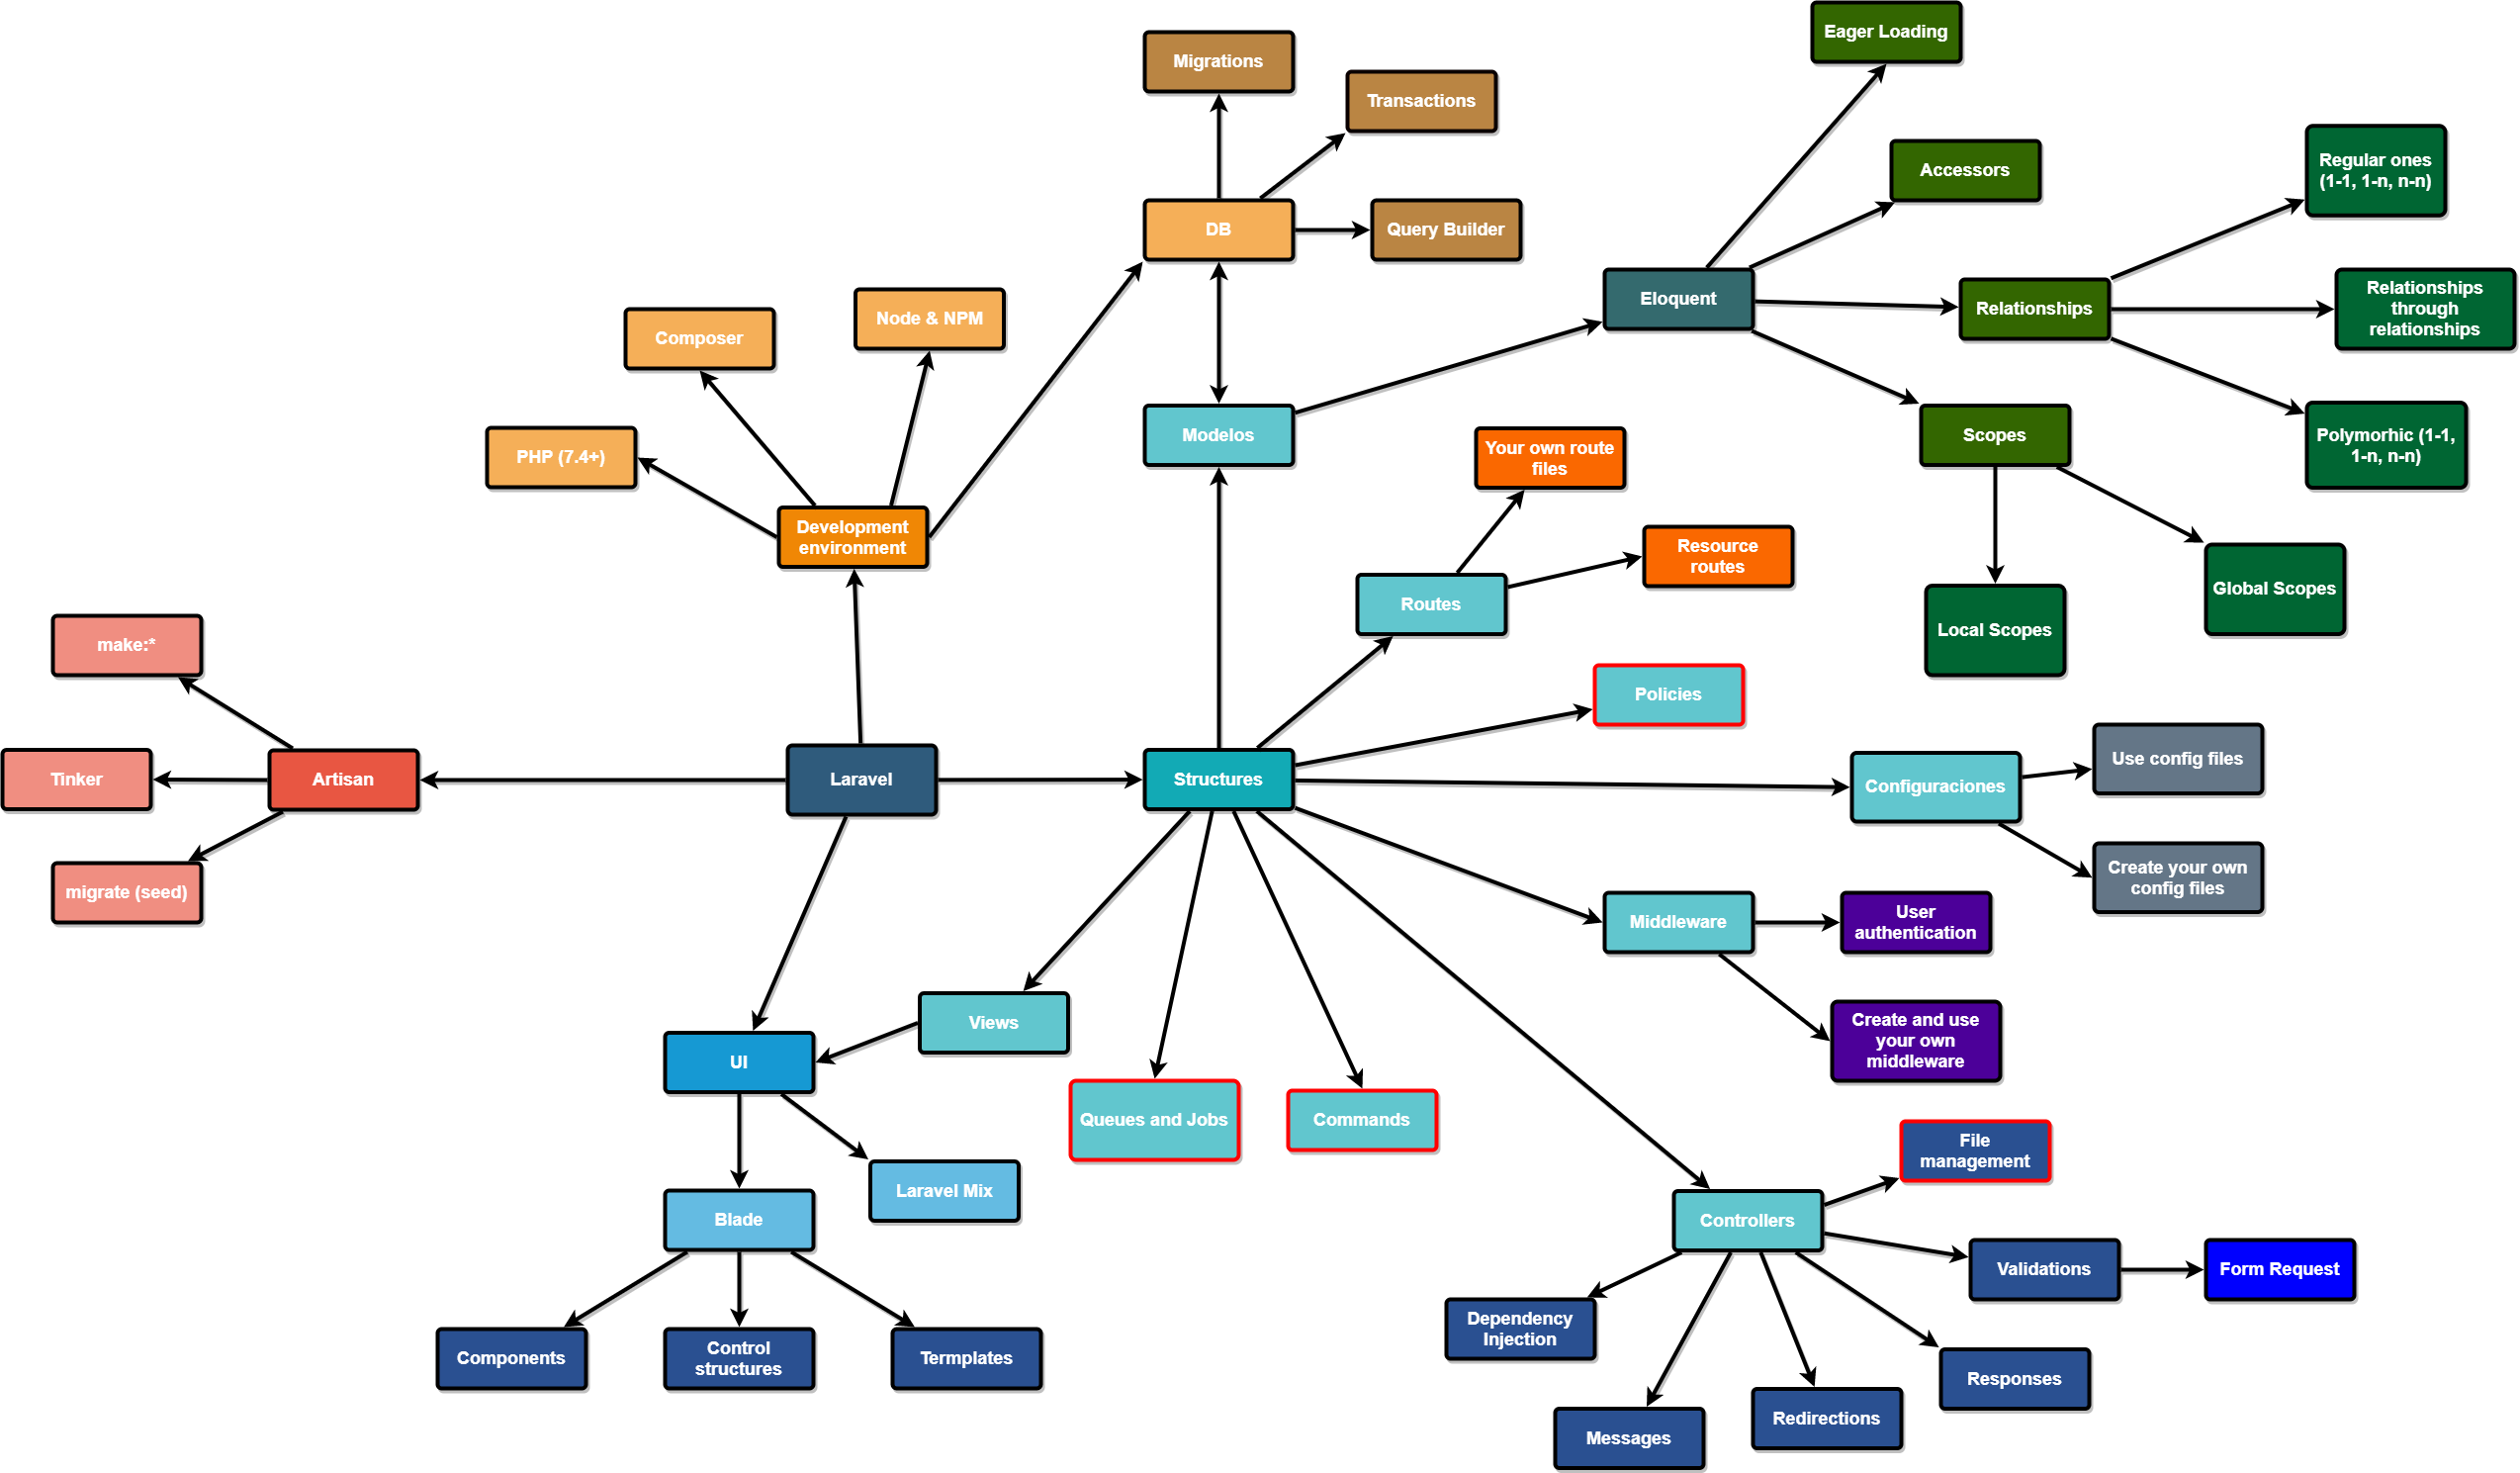 Eager Loading
Migrations
Transactions
Accessors
Regular ones
(1-1, 1-n, n-n)
DB
Query Builder
Eloquent
Relationships
Relationships
through
relationships
Node & NPM
Composer
Modelos
Scopes
Polymorhic (1-1,
1-n, n-n)
PHP (7.4+)
Your own route
files
Development
environment
Resource
routes
Routes
Global Scopes
Local Scopes
make:*
Policies
Use config files
Tinker
Artisan
Laravel
Structures
Configuraciones
migrate (seed)
Create your own
config files
Middleware
User
authentication
Views
Create and use
your own
middleware
UI
Queues and Jobs
Commands
File
management
Laravel Mix
Blade
Controllers
Validations
Form Request
Dependency
Injection
Components
Control
structures
Termplates
Responses
Redirections
Messages